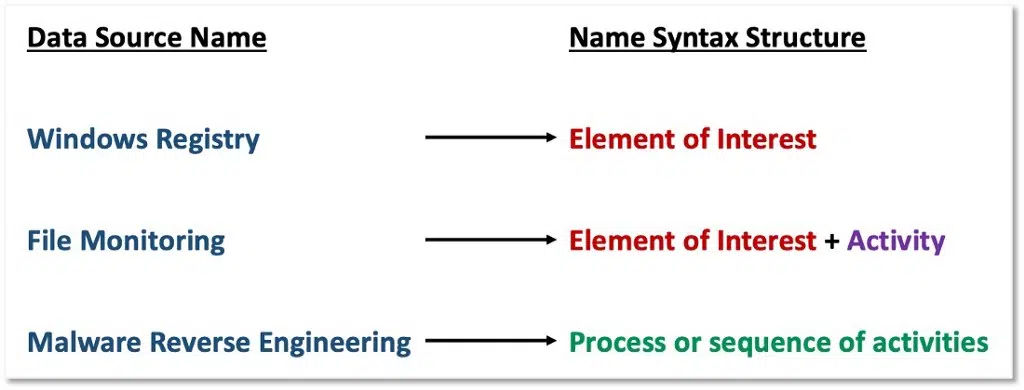 Data Source Name Name Syntax Structure
Windows Registry Element of Interest
File Monitoring Element of Interest + Activity
Malware Reverse Engineering Process or sequence of activities